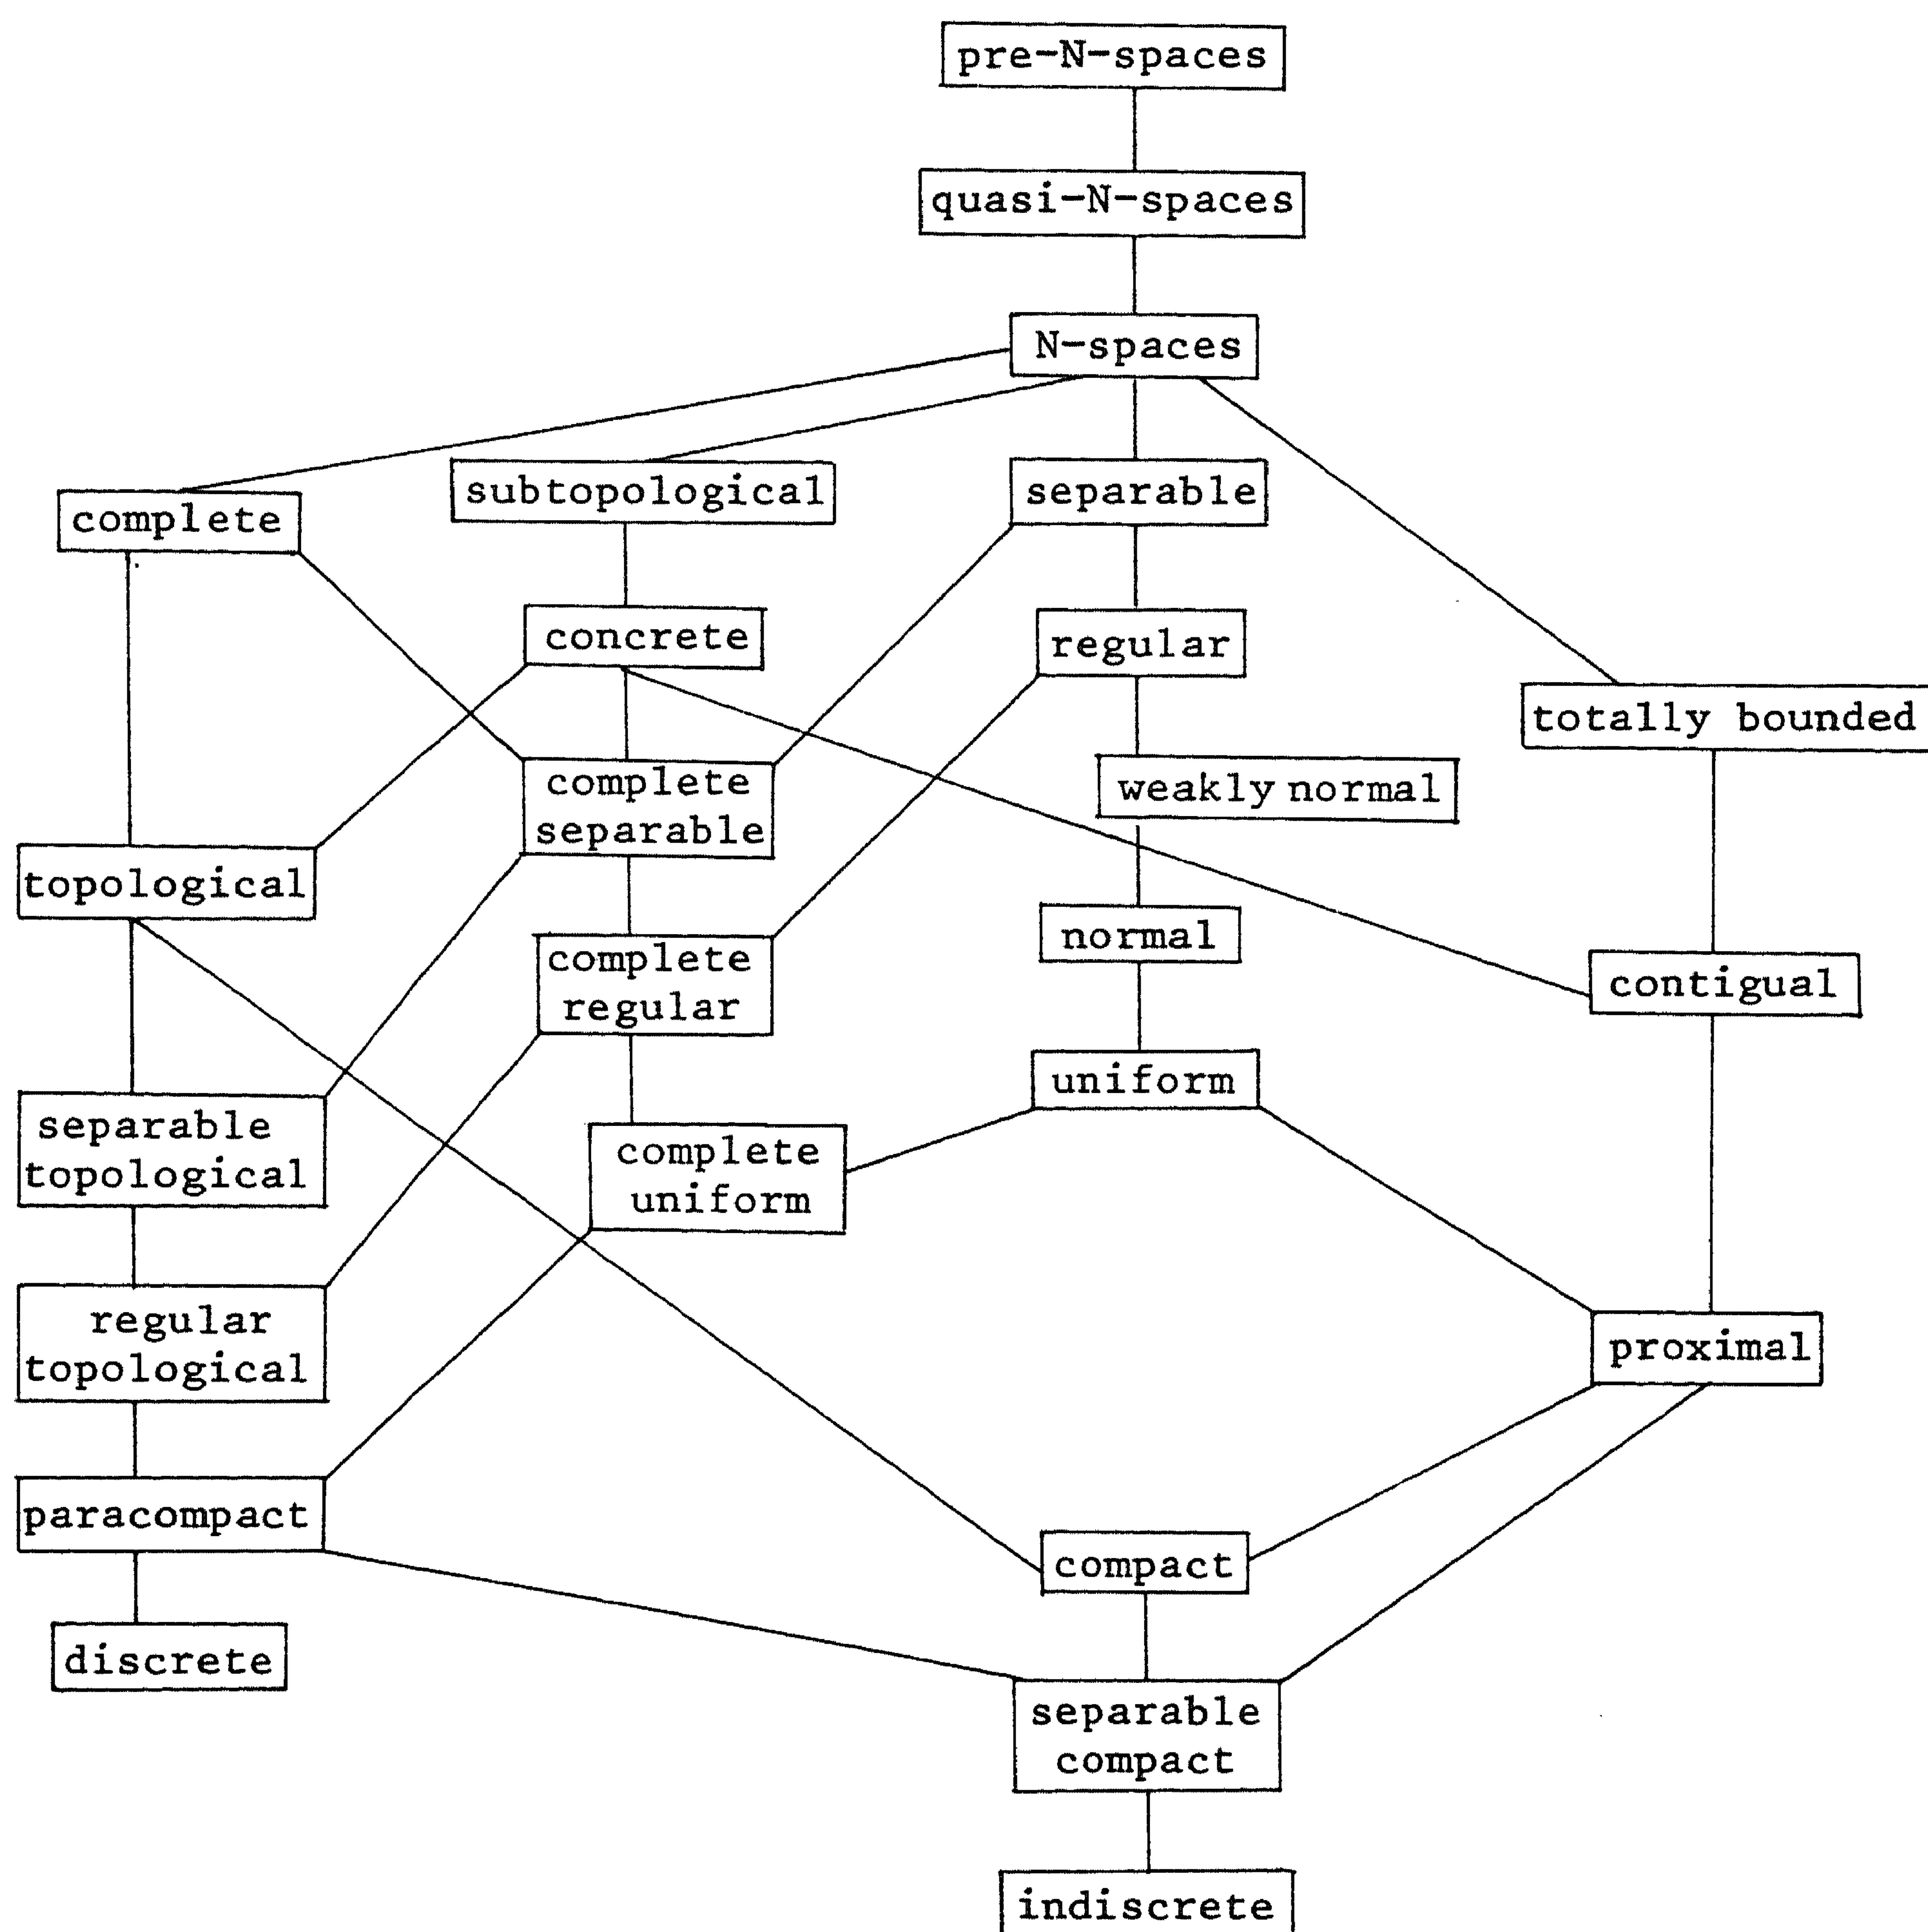 pre-N-spaces
quasi-N-spaces
N-spaces
complete
subtopological
separable
concrete
regular
totally bounded
complete
separable
weakly normal
topological
normal
complete
regular
contigual
uniform
separable
topological
complete
uniform
regular
topological
proximal
paracompact
compact
discrete
separable
compact
indiscrete